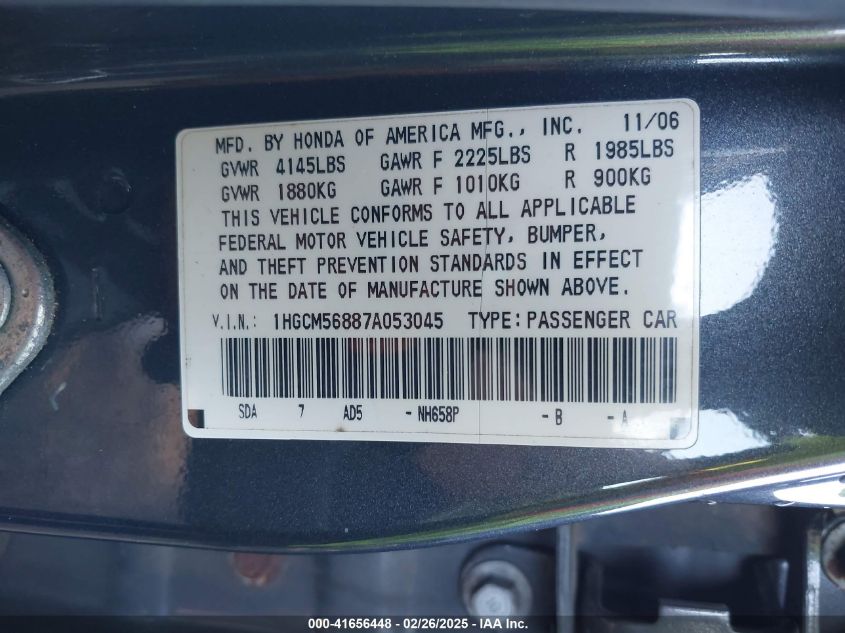 MFD. BY HONDA OF AMERICA MFG., INC. 11/06
GVWR 4145LBS GAWR F 2225LBS R 1985LBS
GVWR 1880KG GAWR F 1010KG R 900KG
THIS VEHICLE CONFORMS TO ALL APPLICABLE
FEDERAL MOTOR VEHICLE SAFETY, BUMPER,
AND THEFT PREVENTION STANDARDS IN EFFECT
ON THE DATE OF MANUFACTURE SHOWN ABOVE.
V.I.N.: 1HGCM56887A053045 TYPE: PASSENGER CAR
SDA 7 AD5 - NH658P - B - A
000-41656448 - 02/26/2025 - IAA Inc.